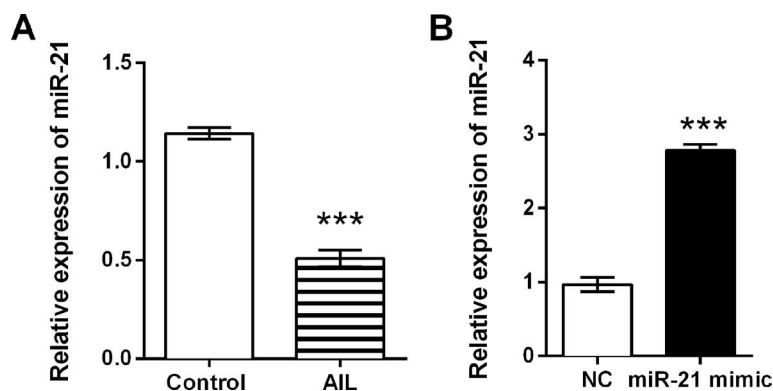 A
Relative expression of miR-21
1.5
1.0
0.5
0.0
***
Control
AIL
B
Relative expression of miR-21
4
3
2
1
0
***
NC
miR-21 mimic